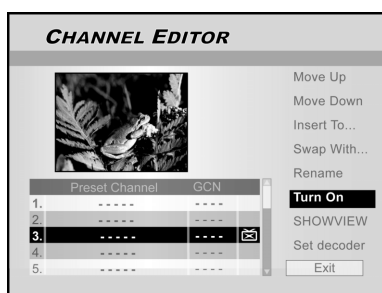 CHANNEL EDITOR
Move Up
Move Down
Insert To...
Swap With...
Rename
Turn On
SHOWVIEW
Set decoder
Exit
Preset Channel GCN
1. ----- ----
2. ----- ----
3. ----- ----
4. ----- ----
5. ----- ----